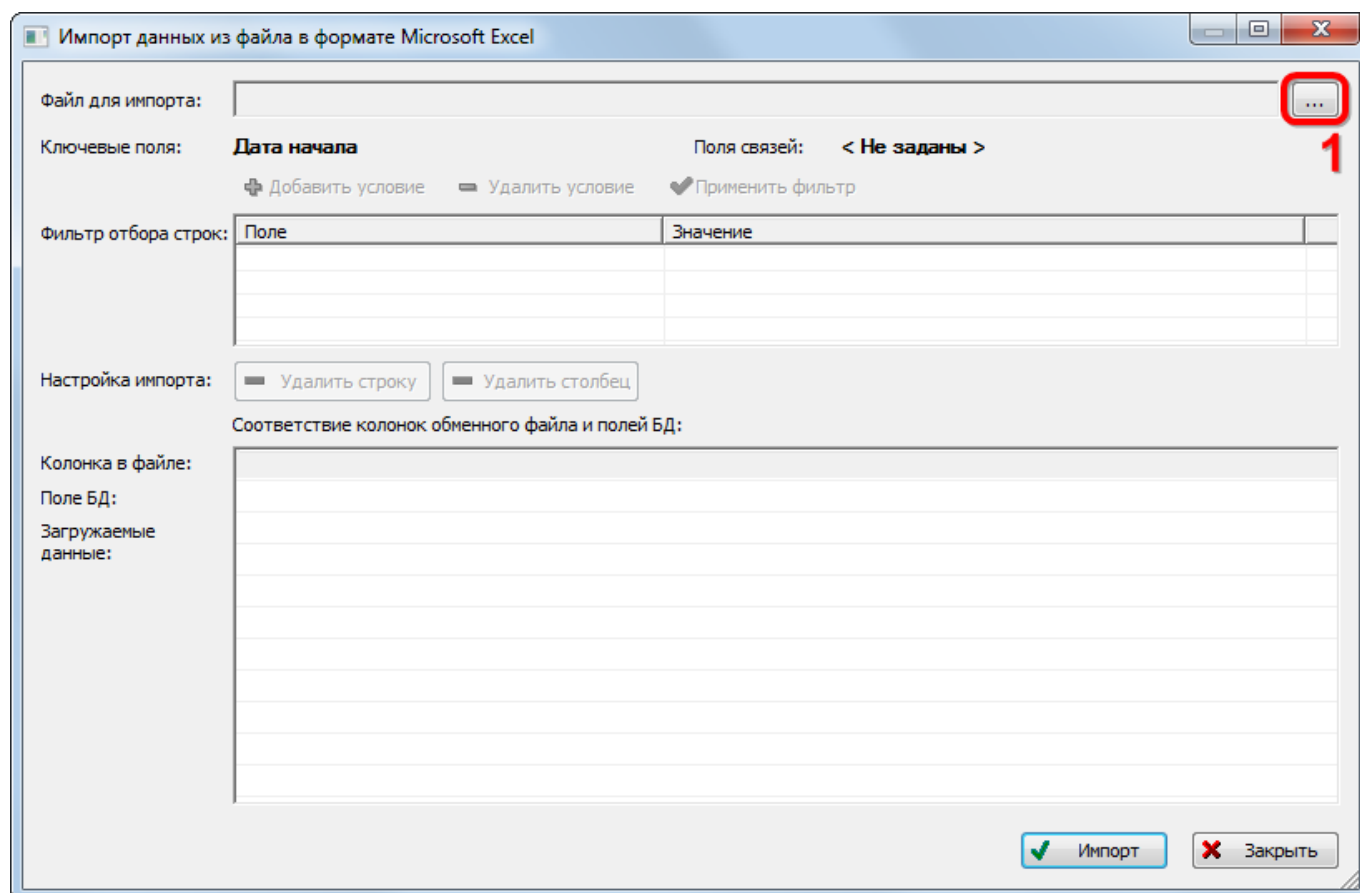 Импорт данных из файла в формате Microsoft Excel
Файл для импорта: ...
1
Ключевые поля: Дата начала Поля связей: < Не заданы >
Добавить условие Удалить условие Применить фильтр
Фильтр отбора строк: Поле Значение
Настройка импорта: Удалить строку Удалить столбец
Соответствие колонок обменного файла и полей БД:
Колонка в файле:
Поле БД:
Загружаемые
данные:
Импорт Закрыть